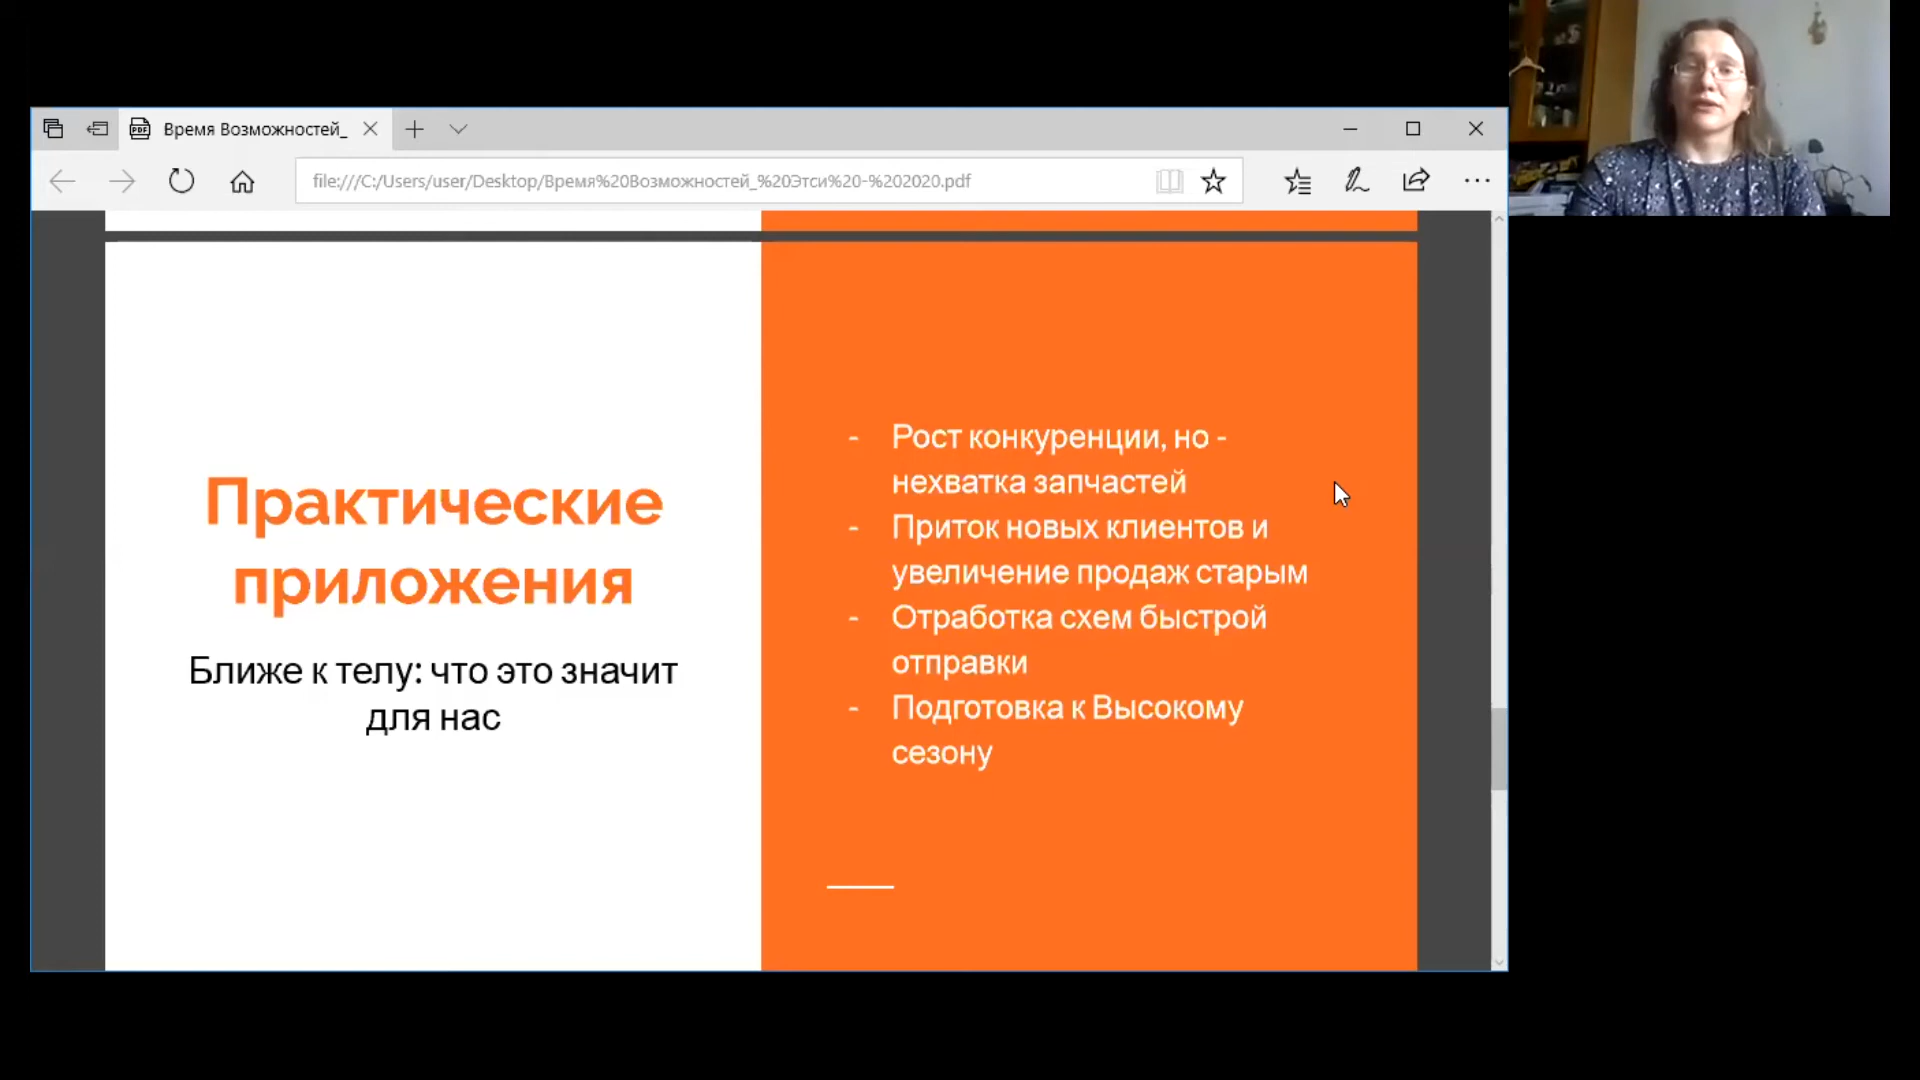 Время Возможностей_
file:///C:/Users/user/Desktop/Время%20Возможностей_%20Этси%20-%202020.pdf
Практические
приложения
Ближе к телу: что это значит
для нас
- Рост конкуренции, но -
нехватка запчастей
- Приток новых клиентов и
увеличение продаж старым
- Отработка схем быстрой
отправки
- Подготовка к Высокому
сезону